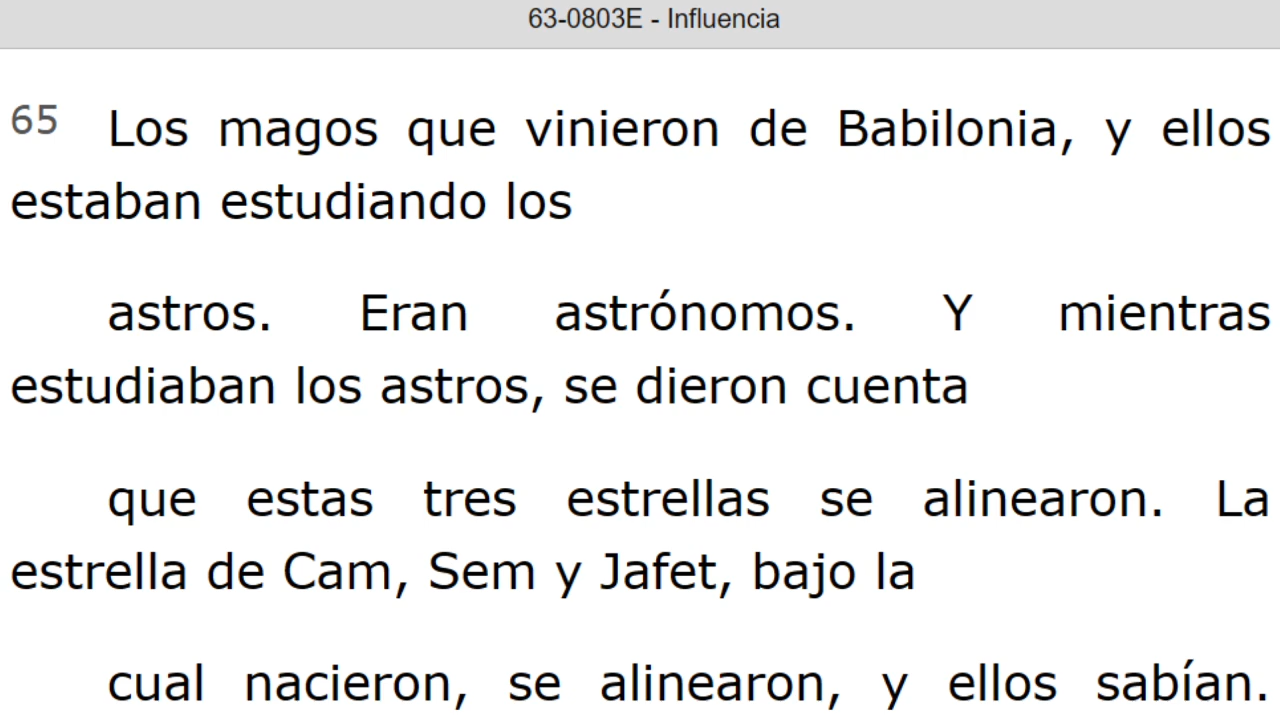 63-0803E - Influencia
65 Los magos que vinieron de Babilonia, y ellos
estaban estudiando los
astros. Eran astrónomos. Y mientras
estudiaban los astros, se dieron cuenta
que estas tres estrellas se alinearon. La
estrella de Cam, Sem y Jafet, bajo la
cual nacieron, se alinearon, y ellos sabían.